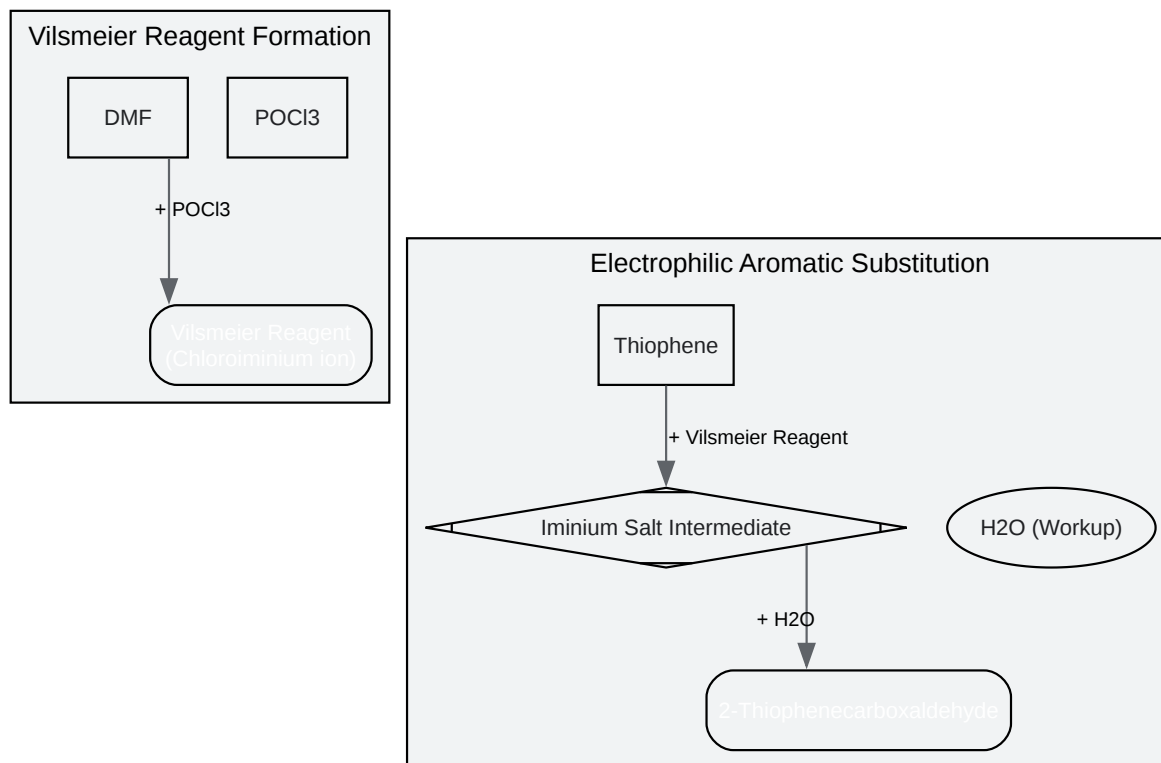 Vilsmeier Reagent Formation
DMF
POCl3
+ POCl3
Vilsmeier Reagent
(Chloroiminium ion)
Electrophilic Aromatic Substitution
Thiophene
+ Vilsmeier Reagent
Iminium Salt Intermediate
H2O (Workup)
+ H2O
2-Thiophenecarboxaldehyde